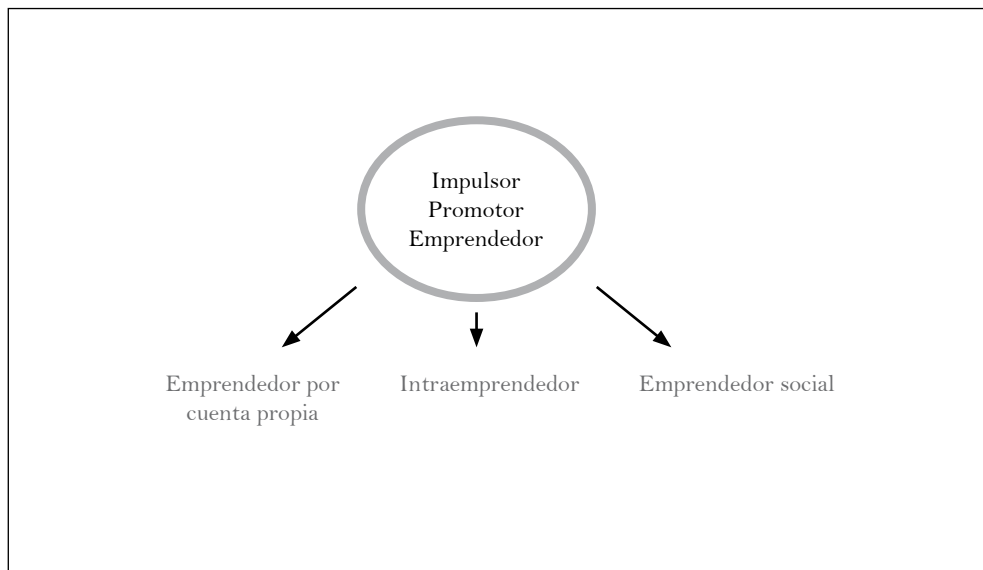 Impulsor
Promotor
Emprendedor
Emprendedor por
cuenta propia
Intraemprendedor
Emprendedor social